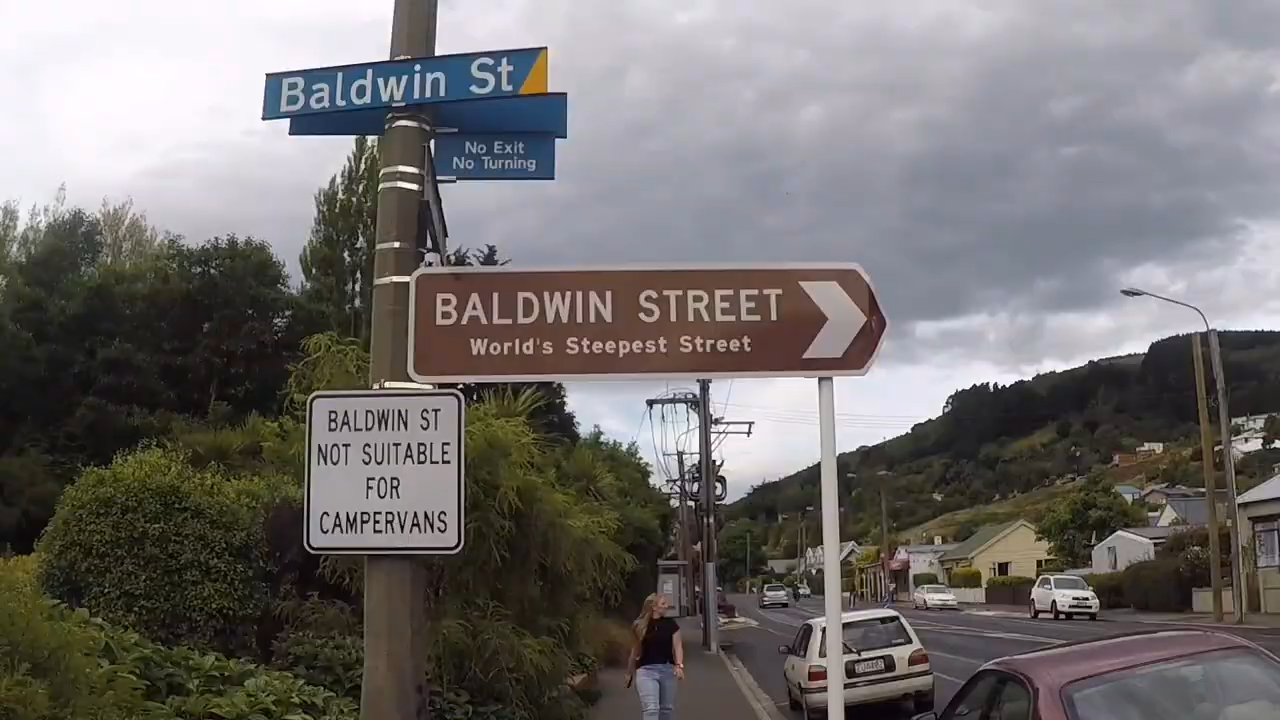 Baldwin St
No Exit
No Turning
BALDWIN STREET
World's Steepest Street
BALDWIN ST
NOT SUITABLE
FOR
CAMPERVANS